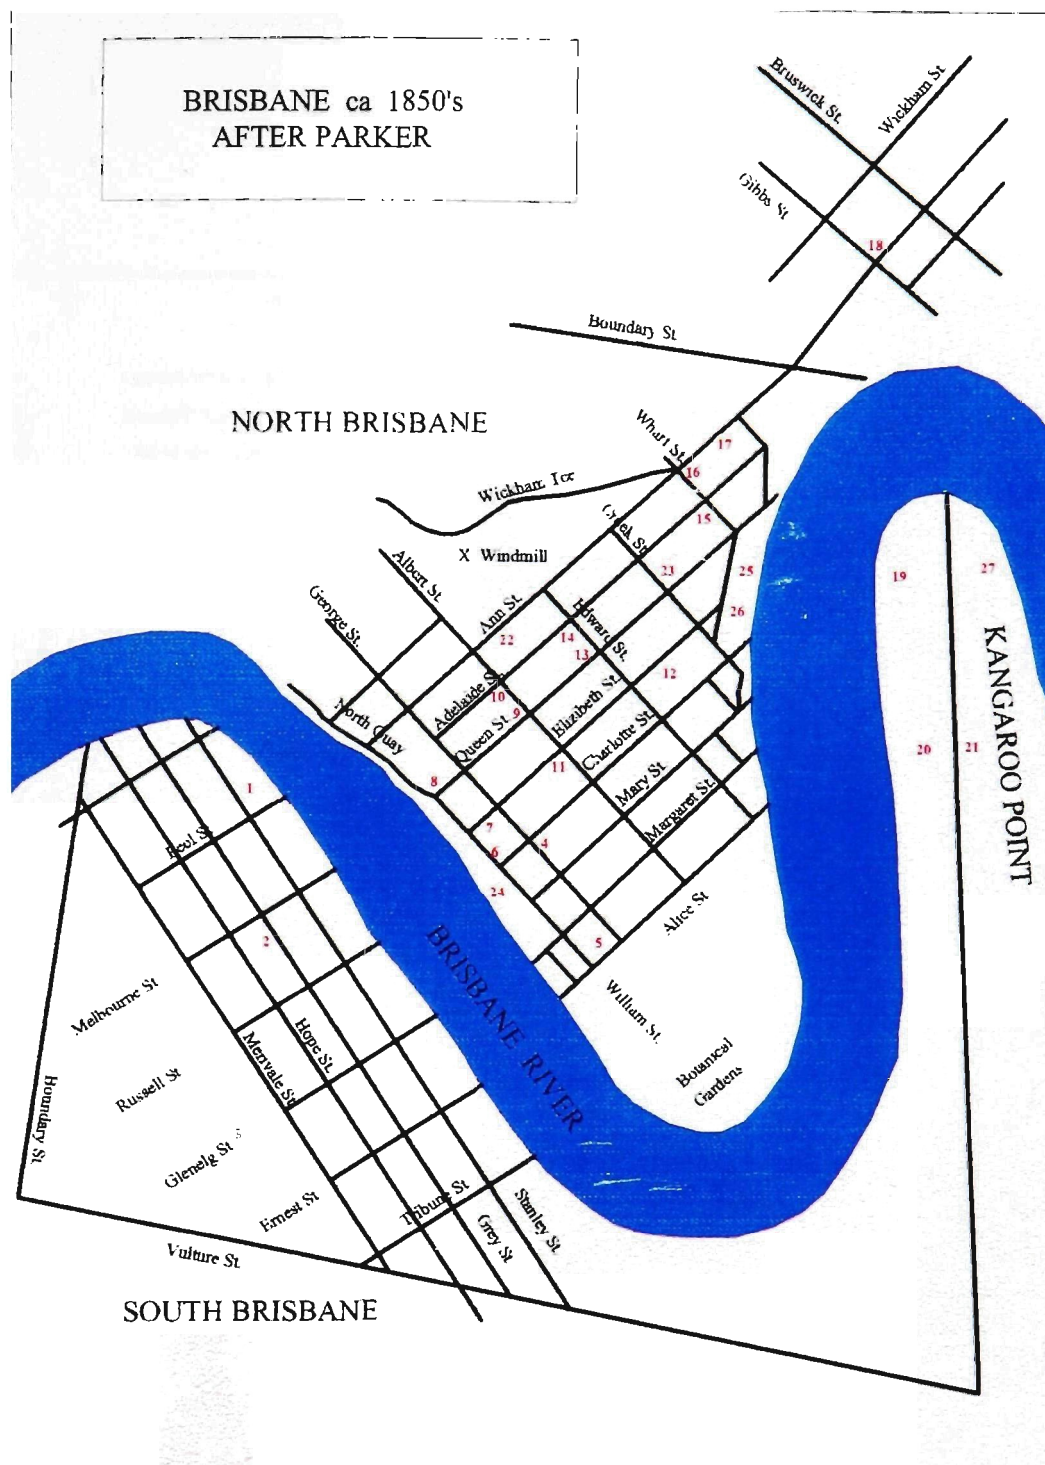 BRISBANE ca 1850's
AFTER PARKER
Bruswick St.
Wickham St
Gibbs St
18
Boundary St
NORTH BRISBANE
Wharf St.
17
16
Wickham Tce
15
Creek St.
X Windmill
Albert St.
23
25
19
27
George St.
Ann St
Edward St.
26
22
14
13
12
KANGAROO POINT
Adelaide St
10
North Quay
Queen St.
9
Elizabeth St.
Charlotte St.
20
21
8
11
Mary St
Margaret St.
1
7
4
Peel St
6
24
Alice St
2
5
BRISBANE RIVER
William St.
Melbourne St
Hope St.
Merivale St.
Botanical
Gardens
Russell St
Boundary St.
Glenelg St
Ernest St
Tribune St
Stanley St.
Grey St
Vulture St.
SOUTH BRISBANE